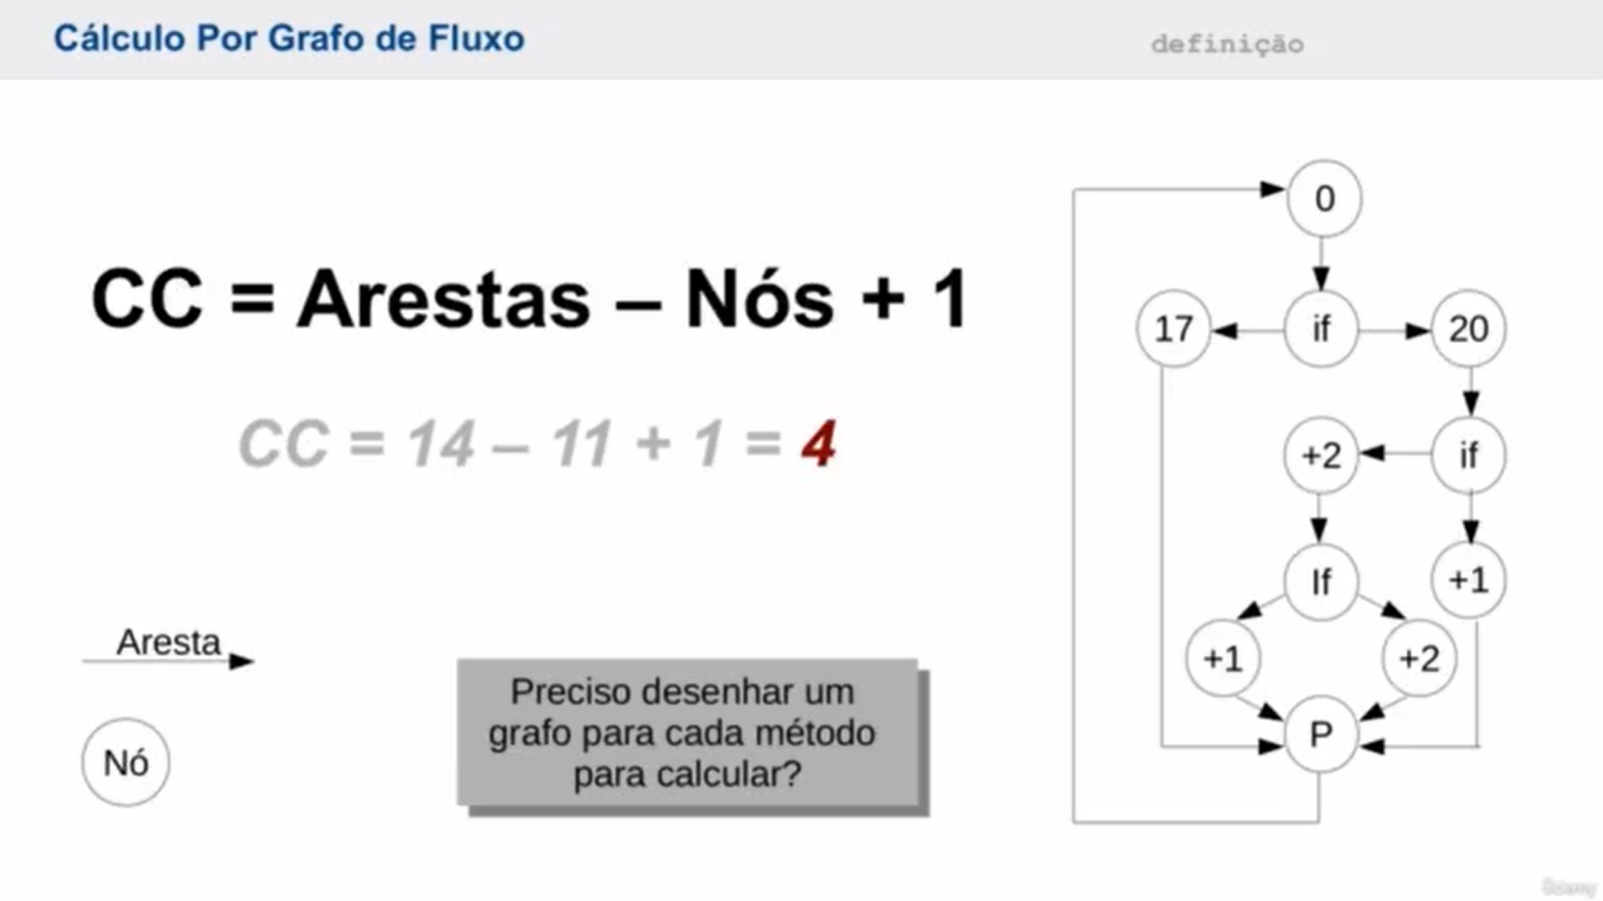 Cálculo Por Grafo de Fluxo
definição
CC = Arestas – Nós + 1
CC = 14 – 11 + 1 = 4
Aresta
Nó
Preciso desenhar um
grafo para cada método
para calcular?
0
17
if
20
+2
if
If
+1
+1
+2
P
Udemy